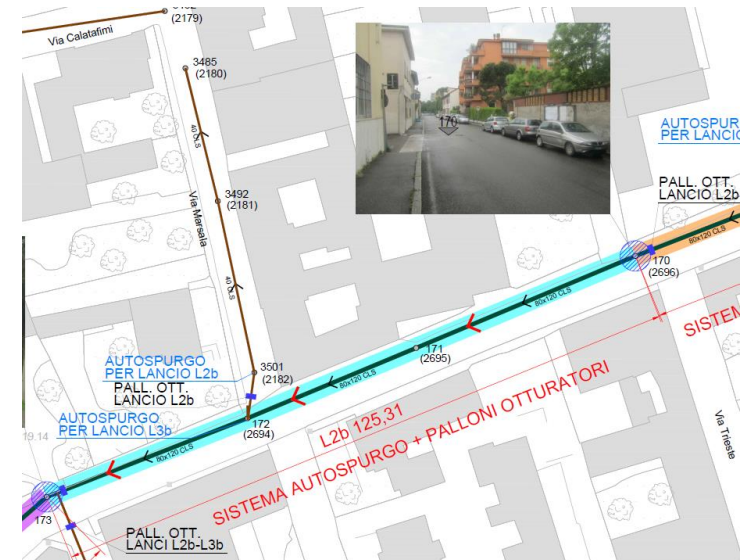 (2179)
Via Calatafimi
3485
(2180)
40 CLS
3492
(2181)
Via Marsala
40 CLS
170
AUTOSPUR
PER LANCIO
PALL. OTT.
LANCIO L2b
80x120 CLS
170
(2696)
80x120 CLS
SISTEM
171
(2695)
80x120 CLS
3501
(2182)
AUTOSPURGO
PER LANCIO L2b
PALL. OTT.
LANCIO L2b
172
(2694)
L2b 125,31
SISTEMA AUTOSPURGO + PALLONI OTTURATORI
AUTOSPURGO
PER LANCIO L3b
19.14
80x120 CLS
Via Trieste
173
PALL. OTT.
LANCI L2b-L3b